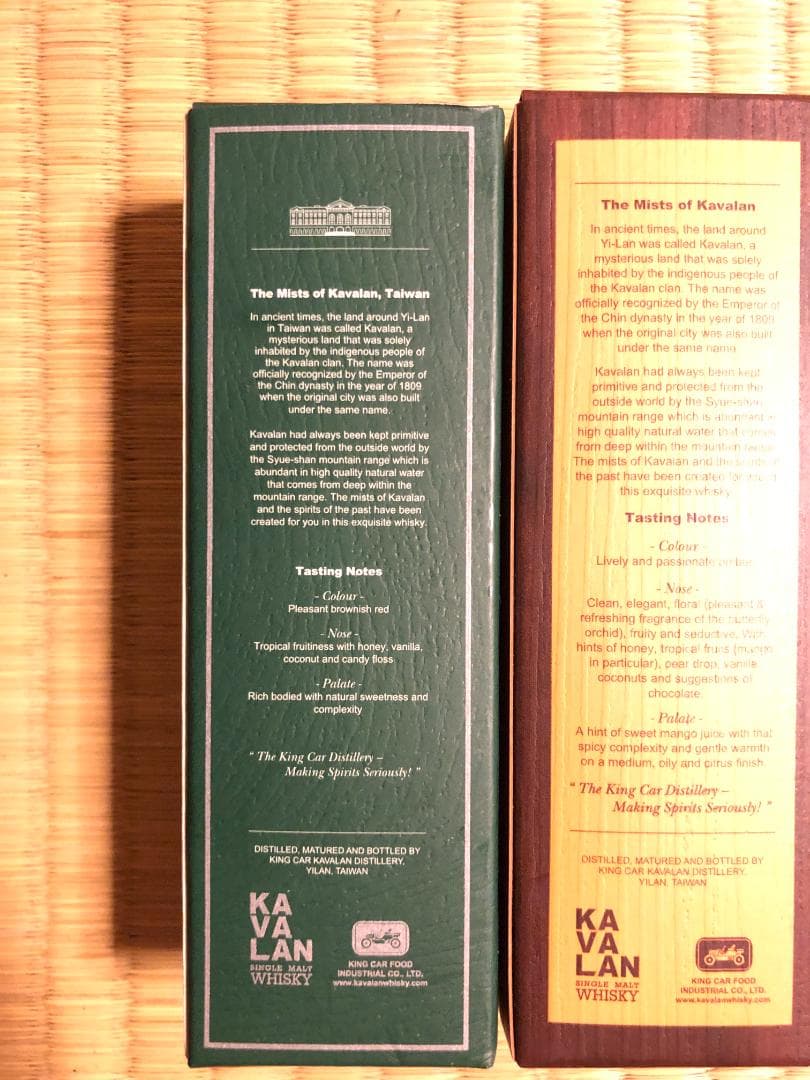 The Mists of Kavalan, Taiwan
In ancient times, the land around Yi-Lan
in Taiwan was called Kavalan, a
mysterious land that was solely
inhabited by the indigenous people of
the Kavalan clan. The name was
officially recognized by the Emperor of
the Chin dynasty in the year of 1809
when the original city was also built
under the same name.
Kavalan had always been kept primitive
and protected from the outside world by
the Syue-shan mountain range which is
abundant in high quality natural water
that comes from deep within the
mountain range. The mists of Kavalan
and the spirits of the past have been
created for you in this exquisite whisky.
Tasting Notes
- Colour -
Pleasant brownish red
- Nose -
Tropical fruitiness with honey, vanilla,
coconut and candy floss
- Palate -
Rich bodied with natural sweetness and
complexity
“ The King Car Distillery –
Making Spirits Seriously! ”
DISTILLED, MATURED AND BOTTLED BY
KING CAR KAVALAN DISTILLERY,
YILAN, TAIWAN
KA
VA
LAN
SINGLE MALT
WHISKY
KING CAR FOOD
INDUSTRIAL CO., LTD.
www.kavalanwhisky.com
The Mists of Kavalan
In ancient times, the land around
Yi-Lan was called Kavalan, a
mysterious land that was solely
inhabited by the indigenous people of
the Kavalan clan. The name was
officially recognized by the Emperor of
the Chin dynasty in the year of 1809
when the original city was also built
under the same name.
Kavalan had always been kept
primitive and protected from the
outside world by the Syue-shan
mountain range which is abundant in
high quality natural water that comes
from deep within the mountain range.
The mists of Kavalan and the spirits of
the past have been created for you in
this exquisite whisky.
Tasting Notes
- Colour -
Lively and passionate amber
- Nose -
Clean, elegant, floral (pleasant &
refreshing fragrance of the butterfly
orchid), fruity and seductive. With
hints of honey, tropical fruits (mango
in particular), pear drop, vanilla,
coconuts and suggestions of
chocolate.
- Palate -
A hint of sweet mango juice with that
spicy complexity and gentle warmth
on a medium, oily and citrus finish.
“ The King Car Distillery –
Making Spirits Seriously! ”
DISTILLED, MATURED AND BOTTLED BY
KING CAR KAVALAN DISTILLERY,
YILAN, TAIWAN
KA
VA
LAN
SINGLE MALT
WHISKY
KING CAR FOOD
INDUSTRIAL CO., LTD.
www.kavalanwhisky.com